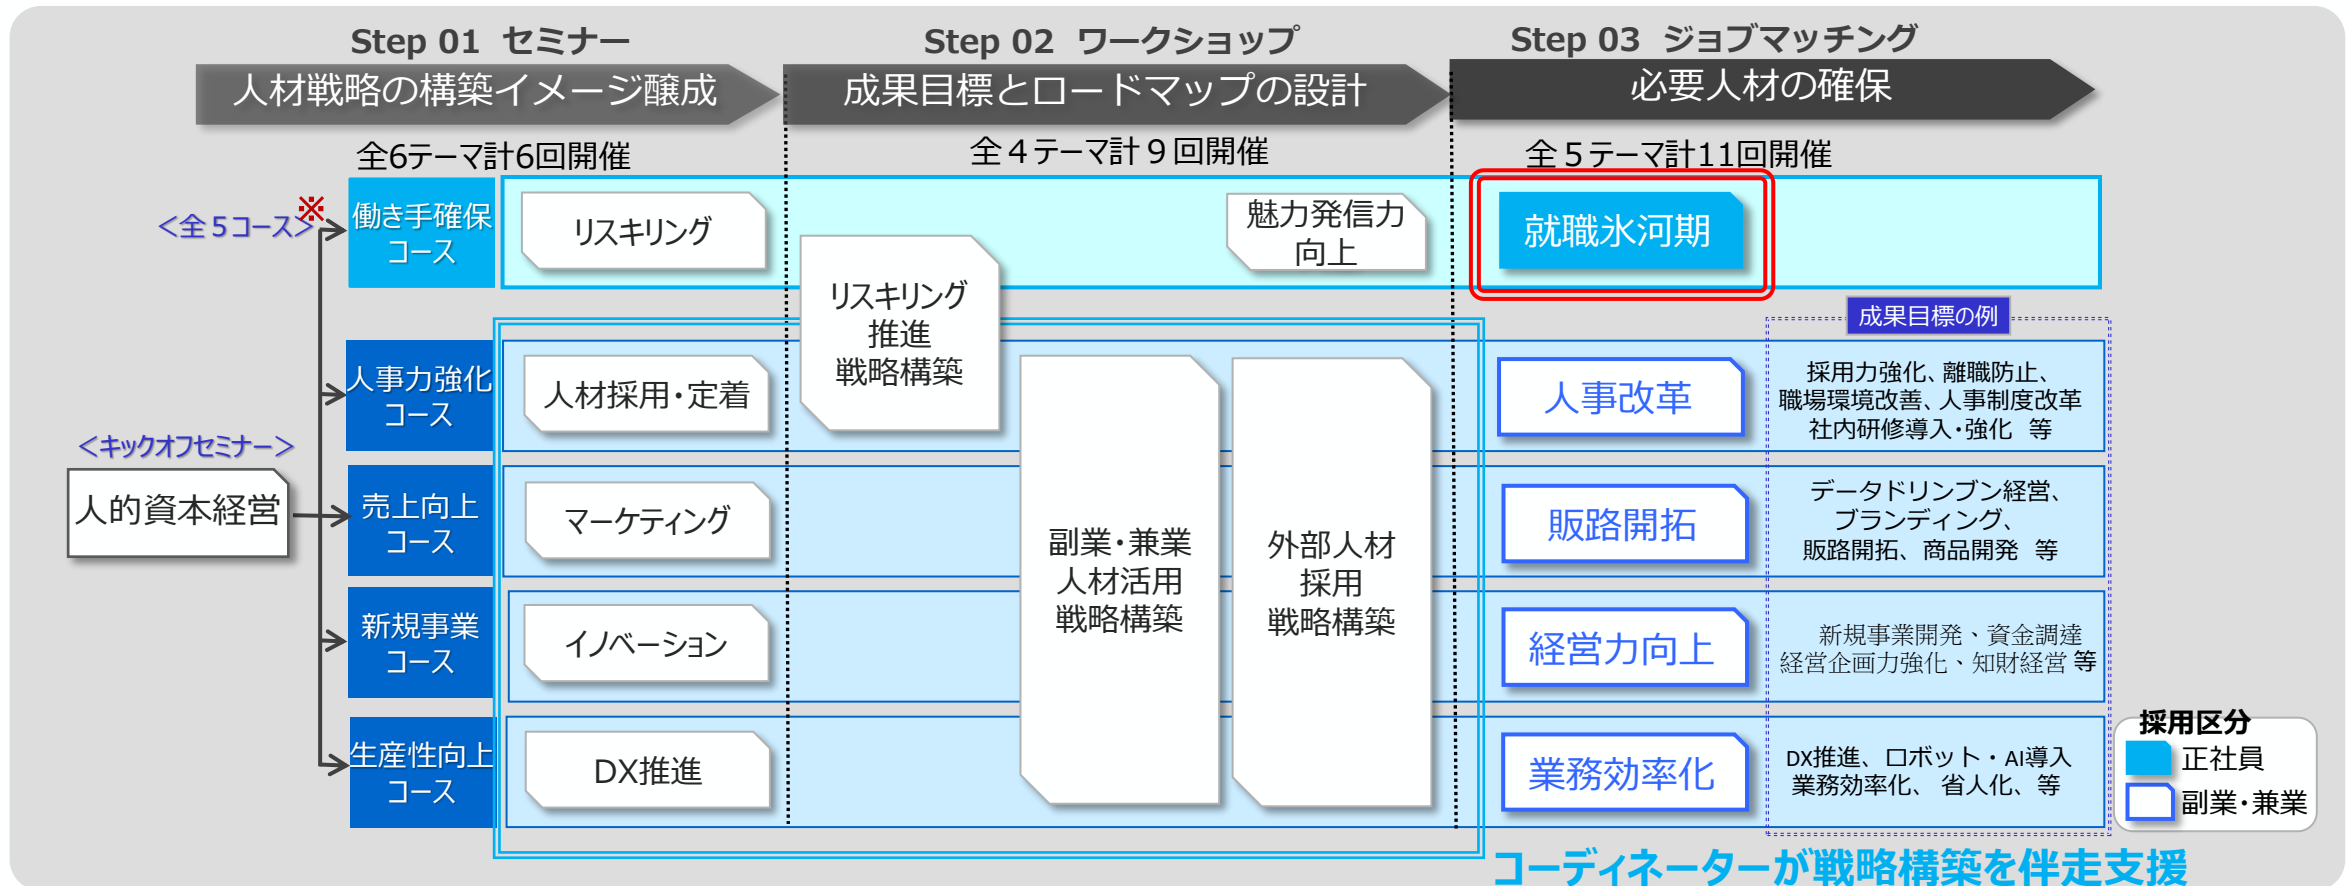 Step 01 セミナー
人材戦略の構築イメージ醸成
全6テーマ計6回開催
Step 02 ワークショップ
成果目標とロードマップの設計
全４テーマ計９回開催
Step 03 ジョブマッチング
必要人材の確保
全５テーマ計11回開催
＜キックオフセミナー＞
人的資本経営
＜全５コース＞
※
働き手確保
コース
リスキリング
魅力発信力
向上
就職氷河期
リスキリング
推進
戦略構築
成果目標の例
人事力強化
コース
人材採用・定着
人事改革
採用力強化、離職防止、
職場環境改善、人事制度改革
社内研修導入・強化 等
売上向上
コース
マーケティング
副業・兼業
人材活用
戦略構築
外部人材
採用
戦略構築
販路開拓
データドリンブン経営、
ブランディング、
販路開拓、商品開発 等
新規事業
コース
イノベーション
経営力向上
新規事業開発、資金調達
経営企画力強化、知財経営 等
生産性向上
コース
DX推進
業務効率化
DX推進、ロボット・AI導入
業務効率化、 省人化、等
採用区分
正社員
副業・兼業
コーディネーターが戦略構築を伴走支援